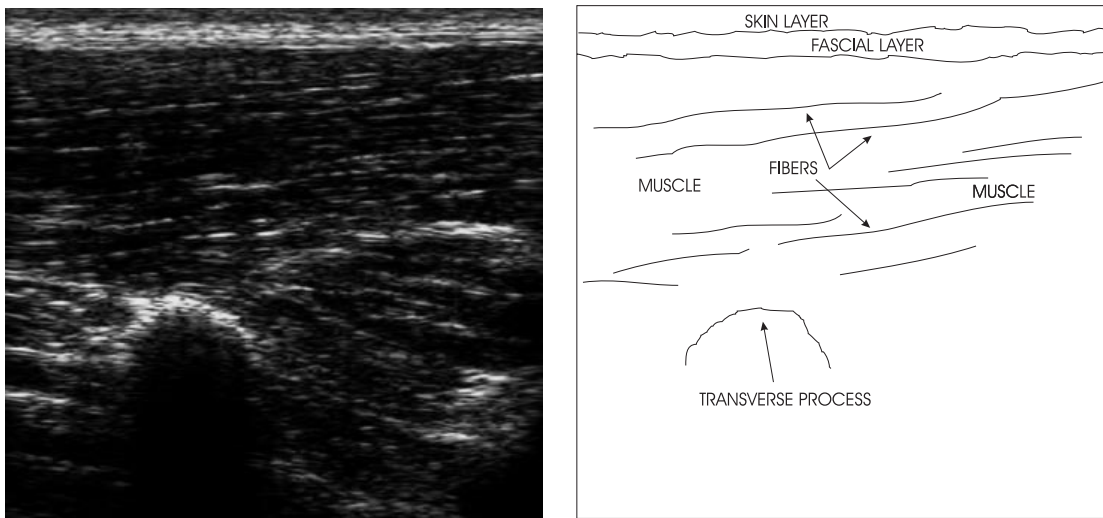 SKIN LAYER
FASCIAL LAYER
FIBERS
MUSCLE
MUSCLE
TRANSVERSE PROCESS